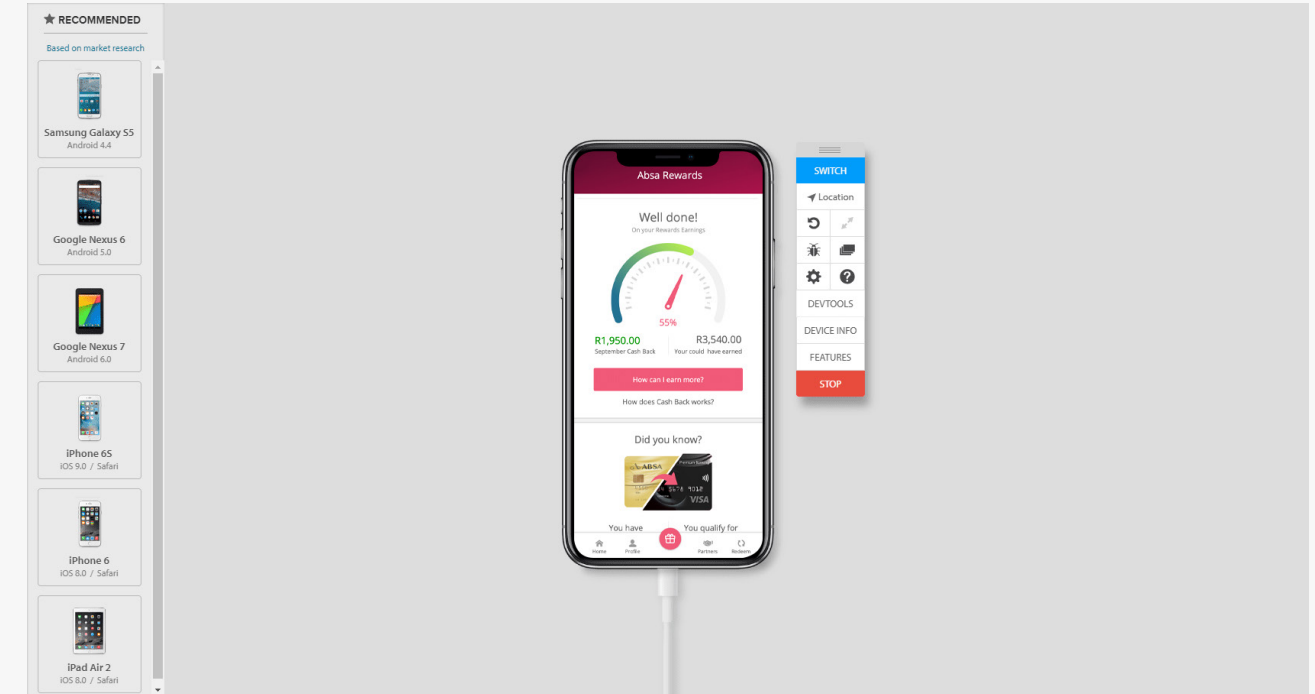 RECOMMENDED
Based on market research
Samsung Galaxy S5
Android 4.4
Google Nexus 6
Android 5.0
Google Nexus 7
Android 6.0
iPhone 6S
iOS 9.0 / Safari
iPhone 6
iOS 8.0 / Safari
iPad Air 2
iOS 8.0 / Safari
Absa Rewards
Well done!
On your Rewards Earnings
55%
R1,950.00 R3,540.00
September Cash Back Your could have earned
How can I earn more?
How does Cash Back works?
Did you know?
ABSA
5678 9012
VISA
You have You qualify for
Home Profile Partners Redeem
SWITCH
Location
DEVTOOLS
DEVICE INFO
FEATURES
STOP